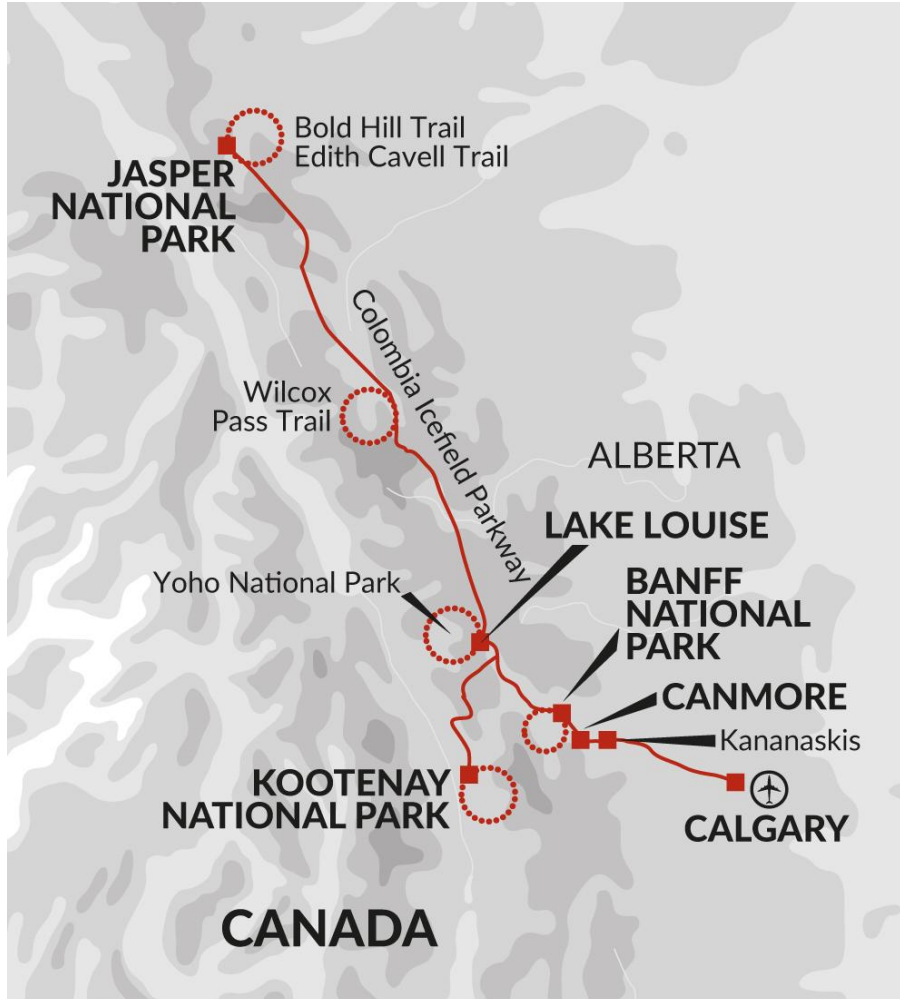 Bold Hill Trail
Edith Cavell Trail
JASPER
NATIONAL
PARK
Colombia Icefield Parkway
Wilcox
Pass Trail
ALBERTA
LAKE LOUISE
Yoho National Park
BANFF
NATIONAL
PARK
CANMORE
Kananaskis
KOOTENAY
NATIONAL PARK
CALGARY
CANADA